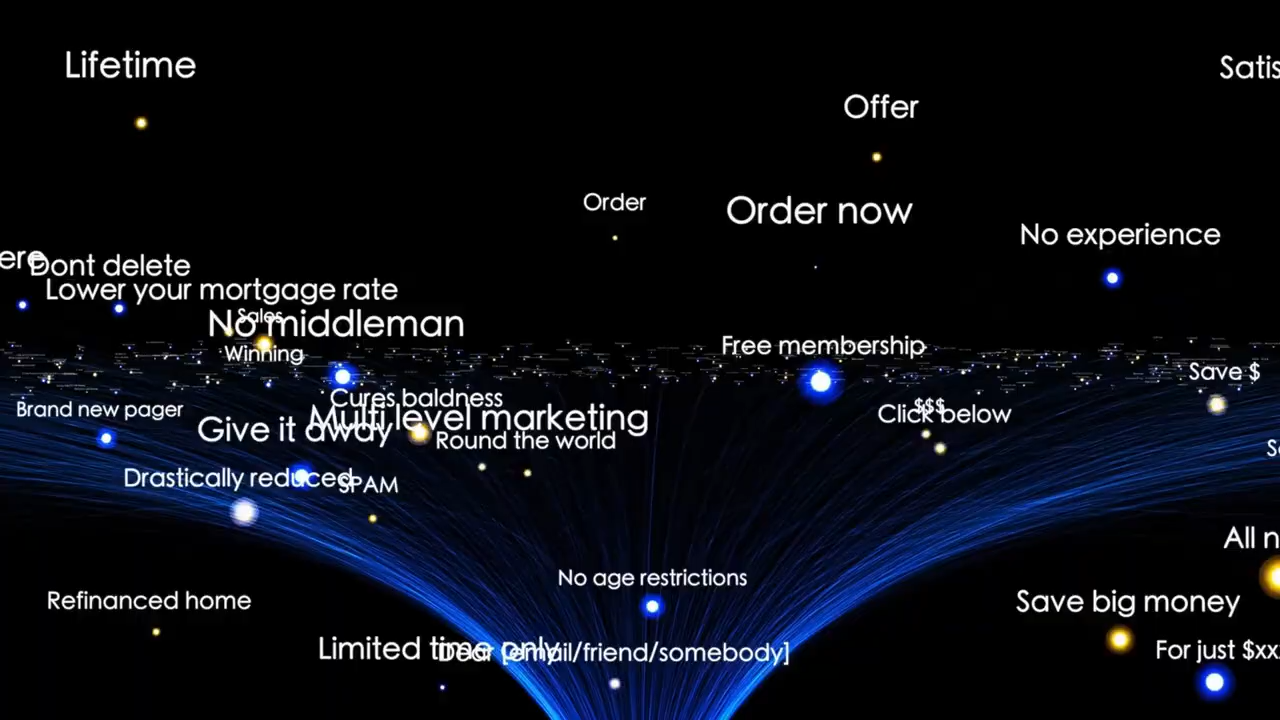 Lifetime
Satis
Offer
Order
Order now
No experience
ere
Dont delete
Lower your mortgage rate
Sales
No middleman
Free membership
Winning
Save $
Cures baldness
$$$
Brand new pager
Click below
Multi level marketing
Give it away
Round the world
Drastically reduced
SPAM
All n
No age restrictions
Refinanced home
Save big money
Limited time only
Dear [email/friend/somebody]
For just $xx